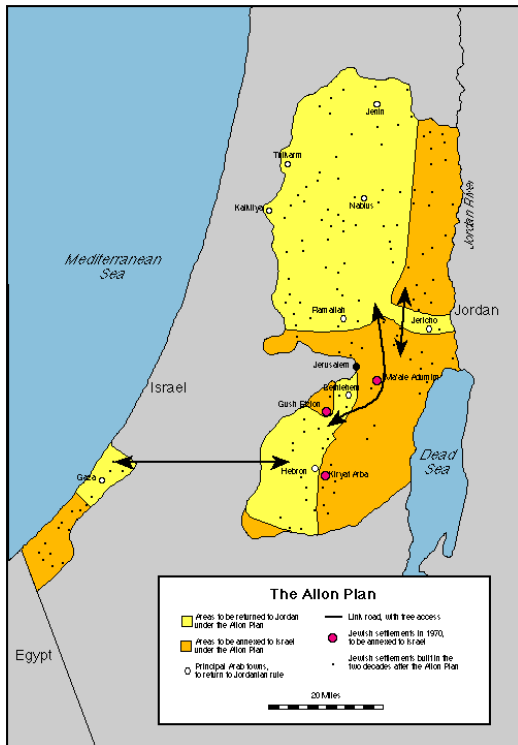 Jenin
Tulkarm
Kalkilya
Nablus
Jordan River
Mediterranean
Sea
Ramallah
Jericho
Jordan
Jerusalem
Ma'ale Adumim
Israel
Bethlehem
Gush Etzion
Dead
Sea
Hebron
Kiryat Arba
Gaza
Egypt
The Allon Plan
Areas to be returned to Jordan
under the Allon Plan
Areas to be annexed to Israel
under the Allon Plan
Principal Arab towns,
to return to Jordanian rule
Link road, with free access
Jewish settlements in 1970,
to be annexed to Israel
Jewish settlements built in the
two decades after the Allon Plan
20 Miles